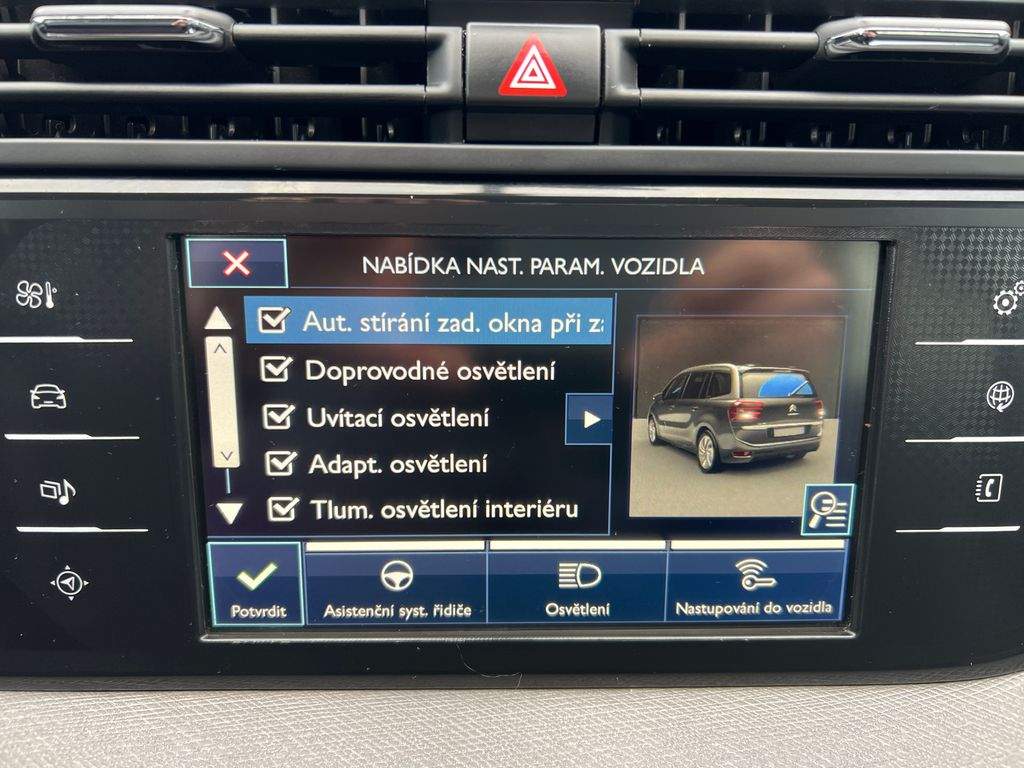 NABÍDKA NAST. PARAM. VOZIDLA
Aut. stírání zad. okna při
Doprovodné osvětlení
Uvítací osvětlení
Adapt. osvětlení
Tlum. osvětlení interiéru
Potvrdit
Asistenční syst. řidiče
Osvětlení
Nastupování do vozidla